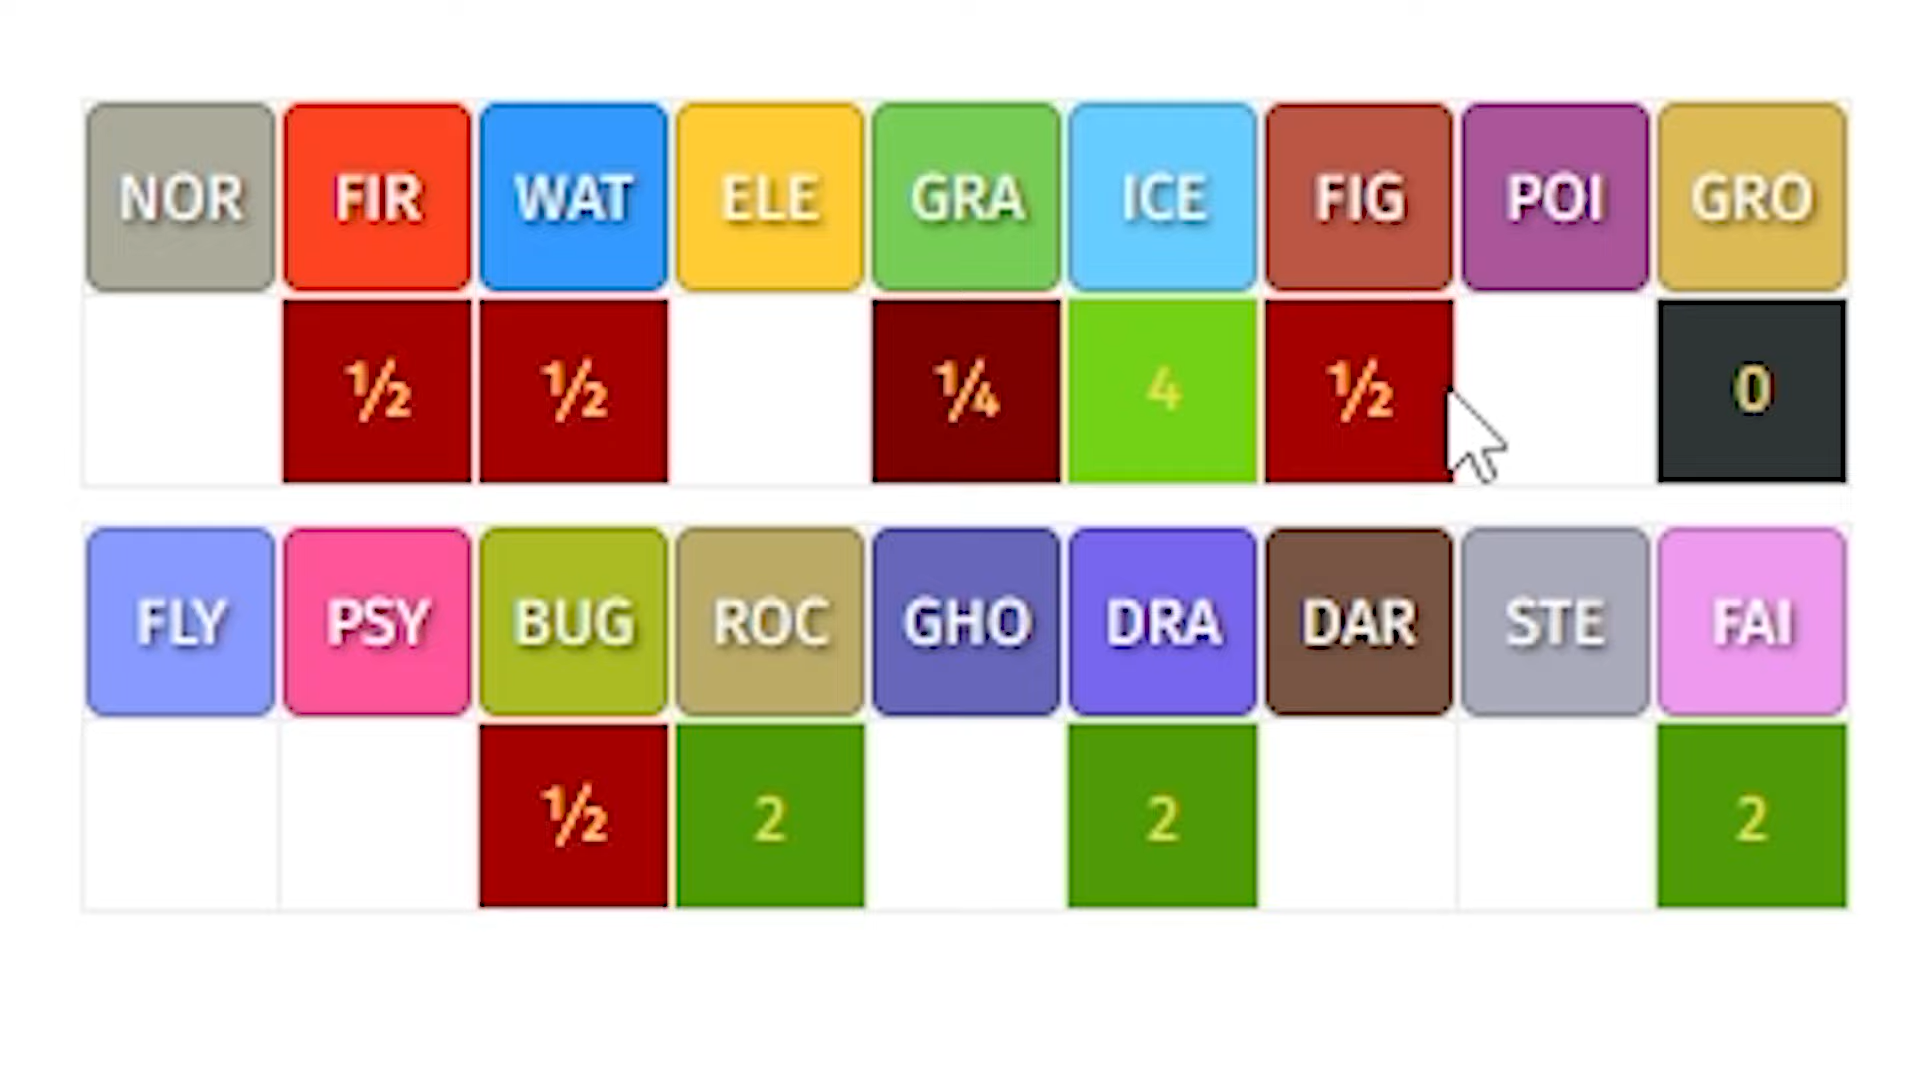 NOR FIR WAT ELE GRA ICE FIG POI GRO
½ ½ ¼ 4 ½ 0
FLY PSY BUG ROC GHO DRA DAR STE FAI
½ 2 2 2